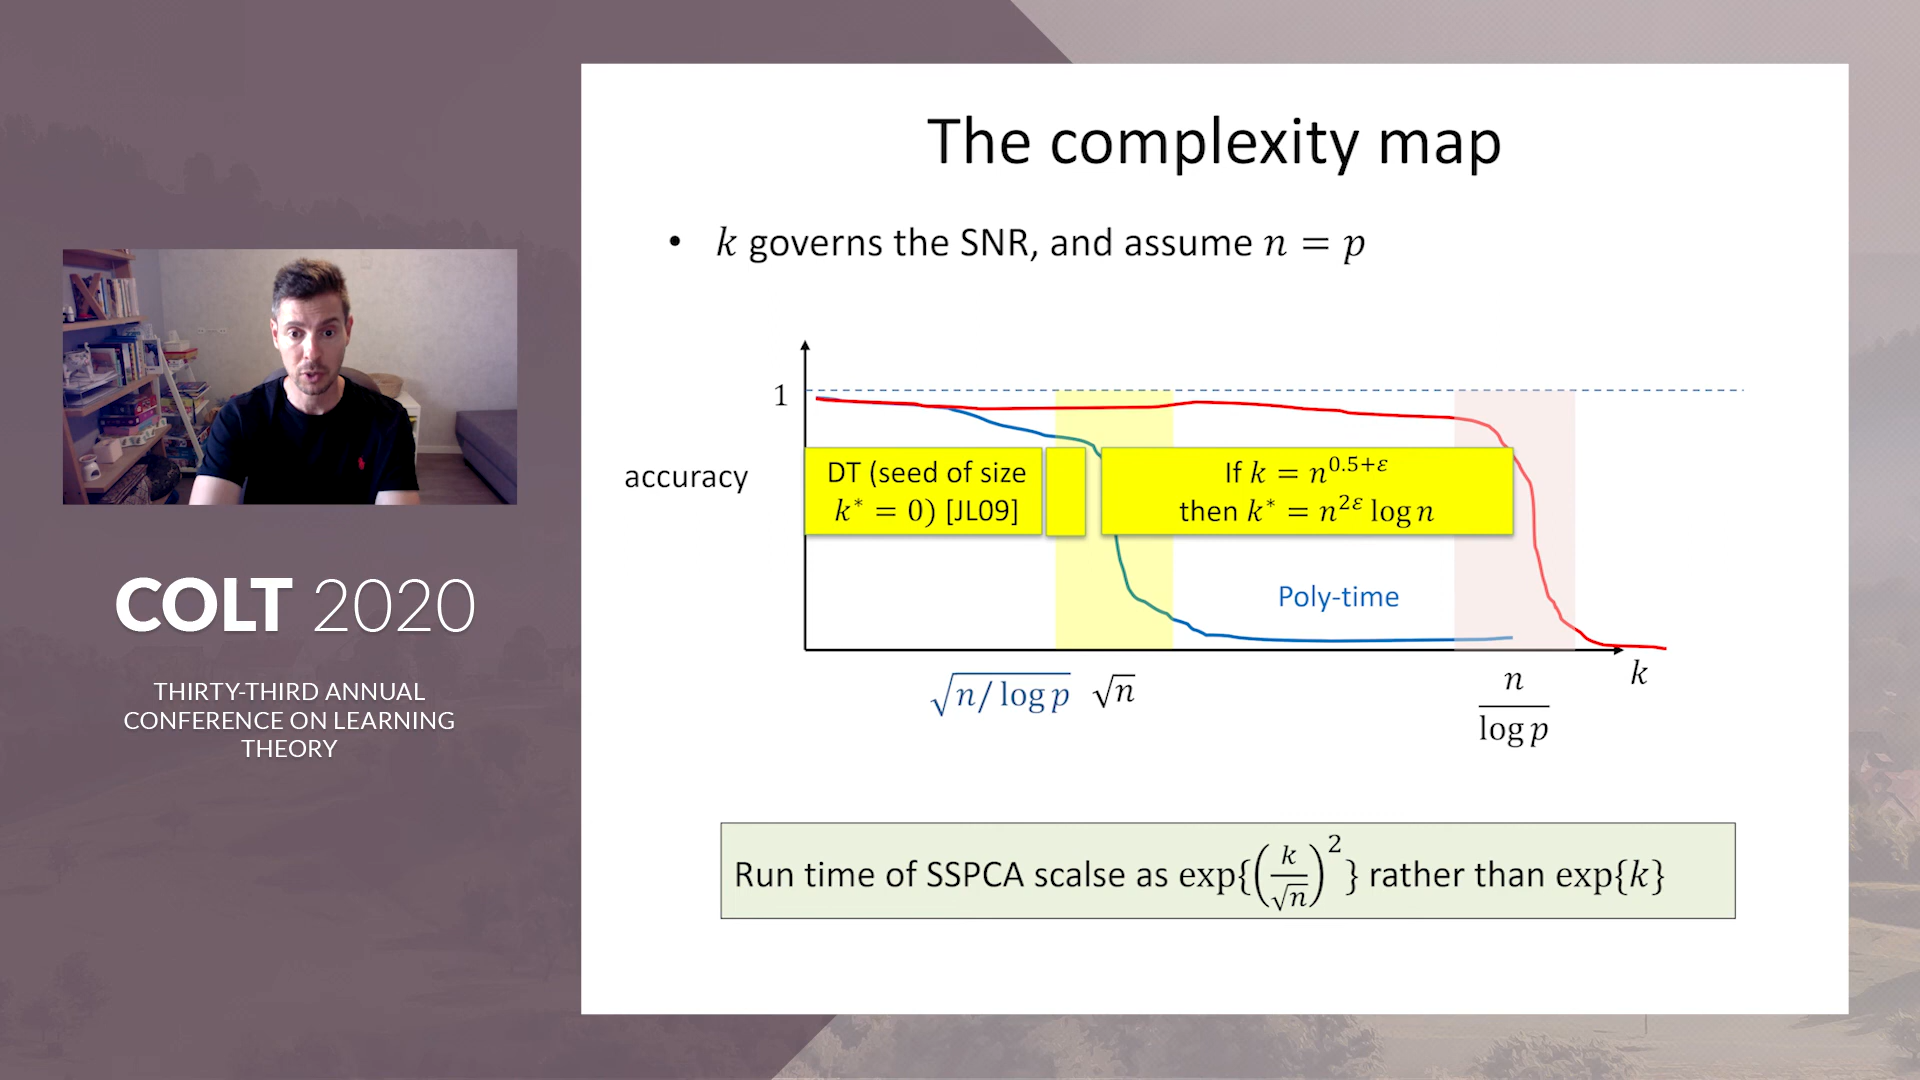 The complexity map
• k governs the SNR, and assume n = p
1
accuracy
DT (seed of size
k* = 0) [JL09]
If k = n^{0.5+ε}
then k* = n^{2ε} log n
Poly-time
√(n/ log p)
√n
n
log p
k
Run time of SSPCA scalse as exp{(k/√n)^2} rather than exp{k}
COLT 2020
THIRTY-THIRD ANNUAL
CONFERENCE ON LEARNING
THEORY